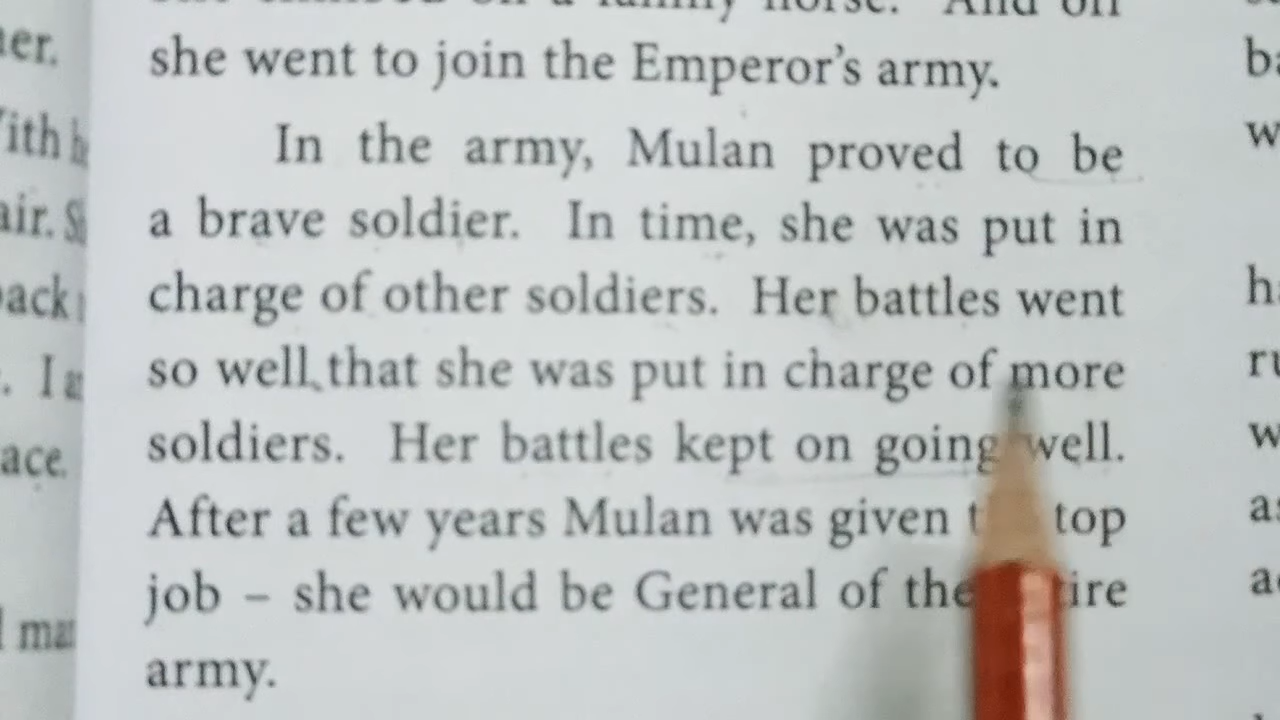 she went to join the Emperor's army.
In the army, Mulan proved to be
a brave soldier. In time, she was put in
charge of other soldiers. Her battles went
so well that she was put in charge of more
soldiers. Her battles kept on going well.
After a few years Mulan was given top
job – she would be General of the
army.